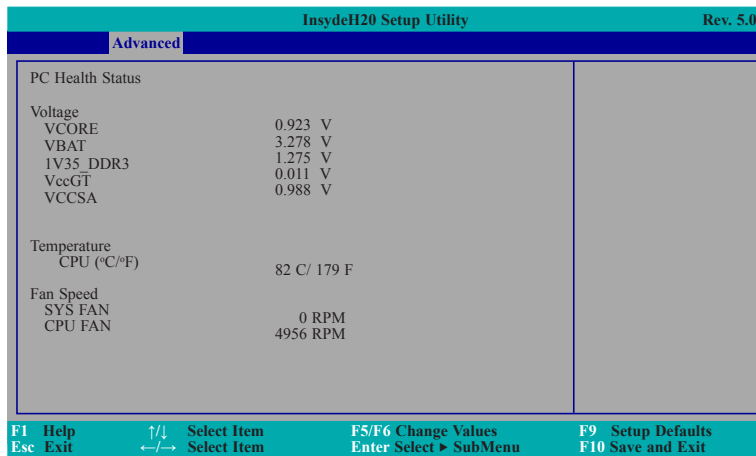 InsydeH20 Setup Utility Rev. 5.0
Advanced
PC Health Status
Voltage
VCORE 0.923 V
VBAT 3.278 V
1V35_DDR3 1.275 V
VccGT 0.011 V
VCCSA 0.988 V
Temperature
CPU (°C/°F) 82 C/ 179 F
Fan Speed
SYS FAN 0 RPM
CPU FAN 4956 RPM
F1 Help ↑/↓ Select Item F5/F6 Change Values F9 Setup Defaults
Esc Exit ←/→ Select Item Enter Select ► SubMenu F10 Save and Exit